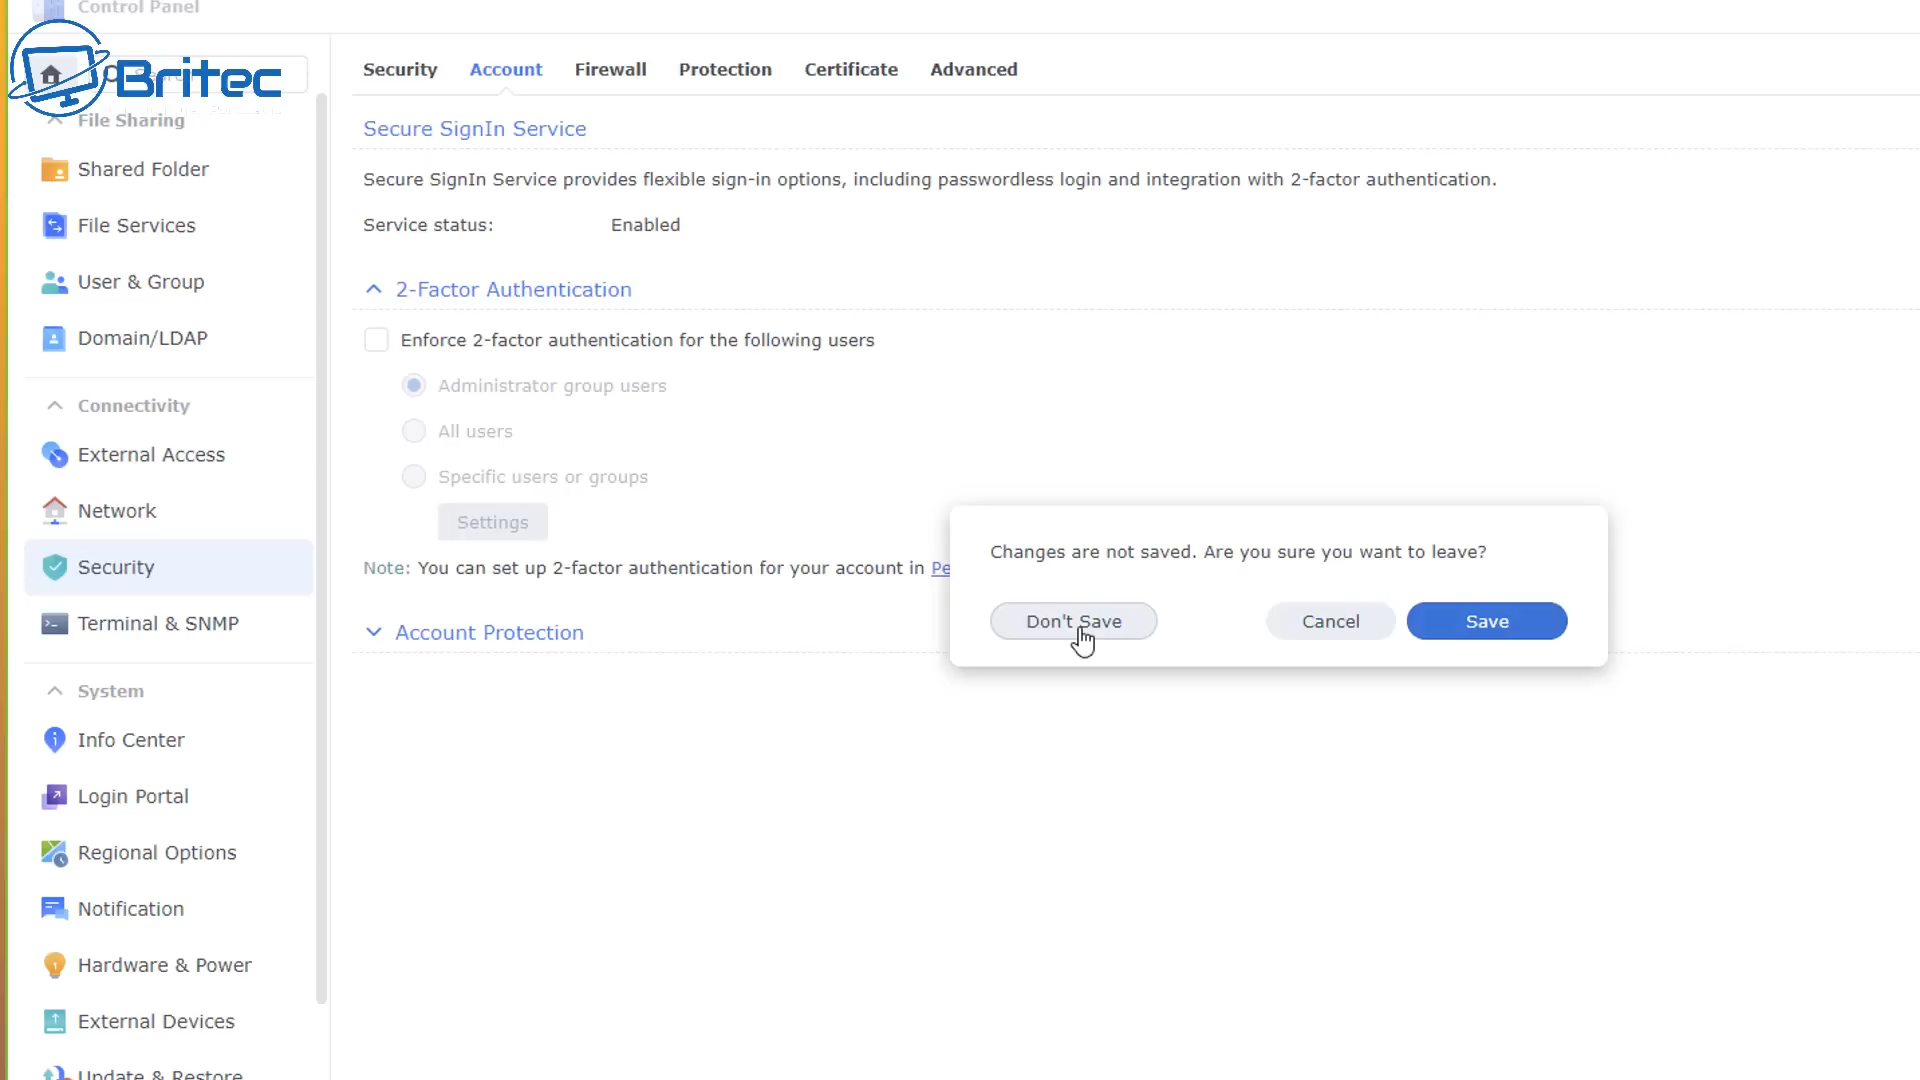 Control Panel
Britec
File Sharing
Shared Folder
File Services
User & Group
Domain/LDAP
Connectivity
External Access
Network
Security
Terminal & SNMP
System
Info Center
Login Portal
Regional Options
Notification
Hardware & Power
External Devices
Update & Restore
Security Account Firewall Protection Certificate Advanced
Secure SignIn Service
Secure SignIn Service provides flexible sign-in options, including passwordless login and integration with 2-factor authentication.
Service status: Enabled
2-Factor Authentication
Enforce 2-factor authentication for the following users
Administrator group users
All users
Specific users or groups
Settings
Note: You can set up 2-factor authentication for your account in Pe
Account Protection
Changes are not saved. Are you sure you want to leave?
Don't Save Cancel Save